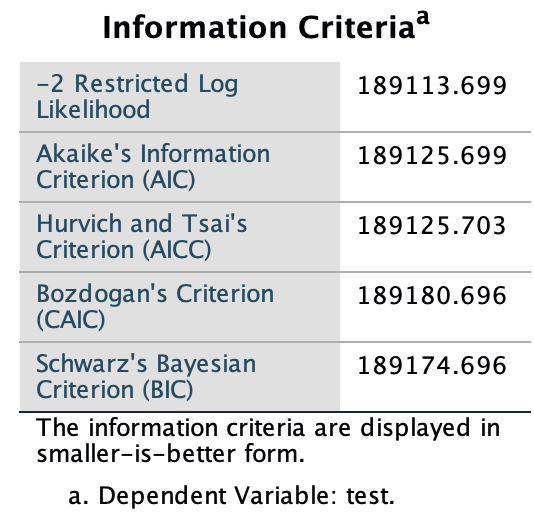 Information Criteriaᵃ
−2 Restricted Log 189113.699
Likelihood
Akaike's Information 189125.699
Criterion (AIC)
Hurvich and Tsai's 189125.703
Criterion (AICC)
Bozdogan's Criterion 189180.696
(CAIC)
Schwarz's Bayesian 189174.696
Criterion (BIC)
The information criteria are displayed in
smaller-is-better form.
a. Dependent Variable: test.